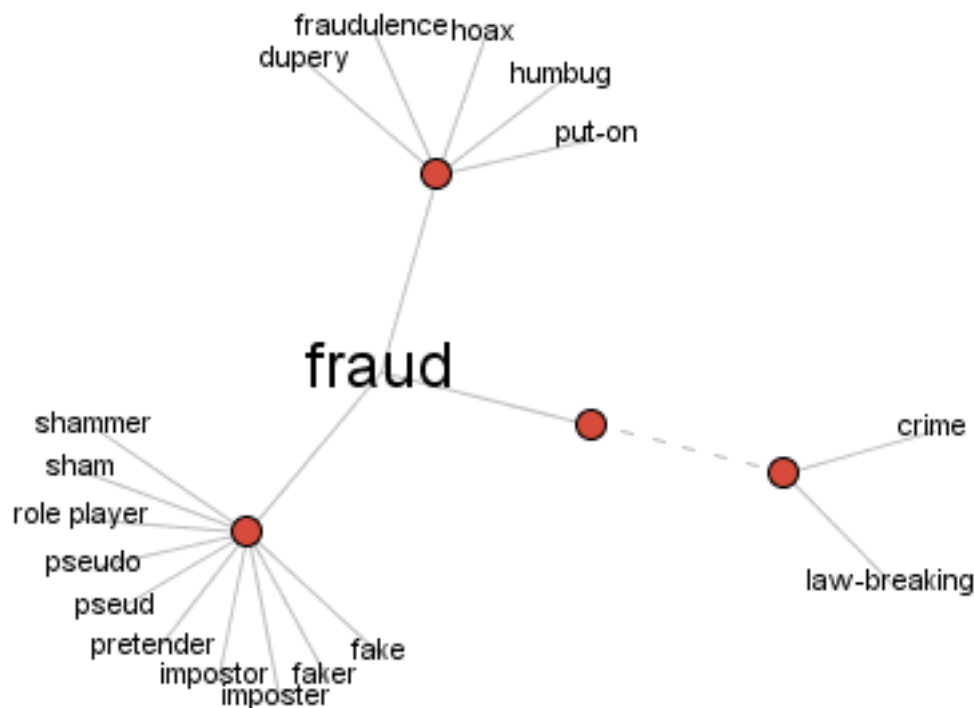 fraudulence
hoax
dupery
humbug
put-on
fraud
shammer
crime
sham
role player
pseudo
law-breaking
pseud
pretender
fake
impostor
faker
imposter